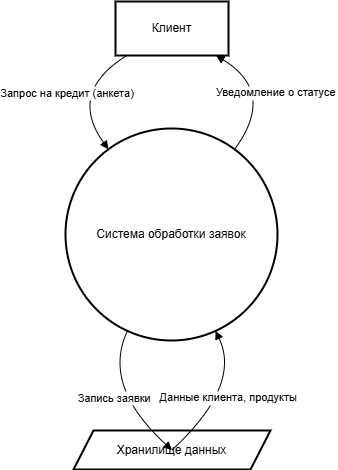 Клиент
Запрос на кредит (анкета)
Уведомление о статусе
Система обработки заявок
Запись заявки
Данные клиента, продукты
Хранилище данных